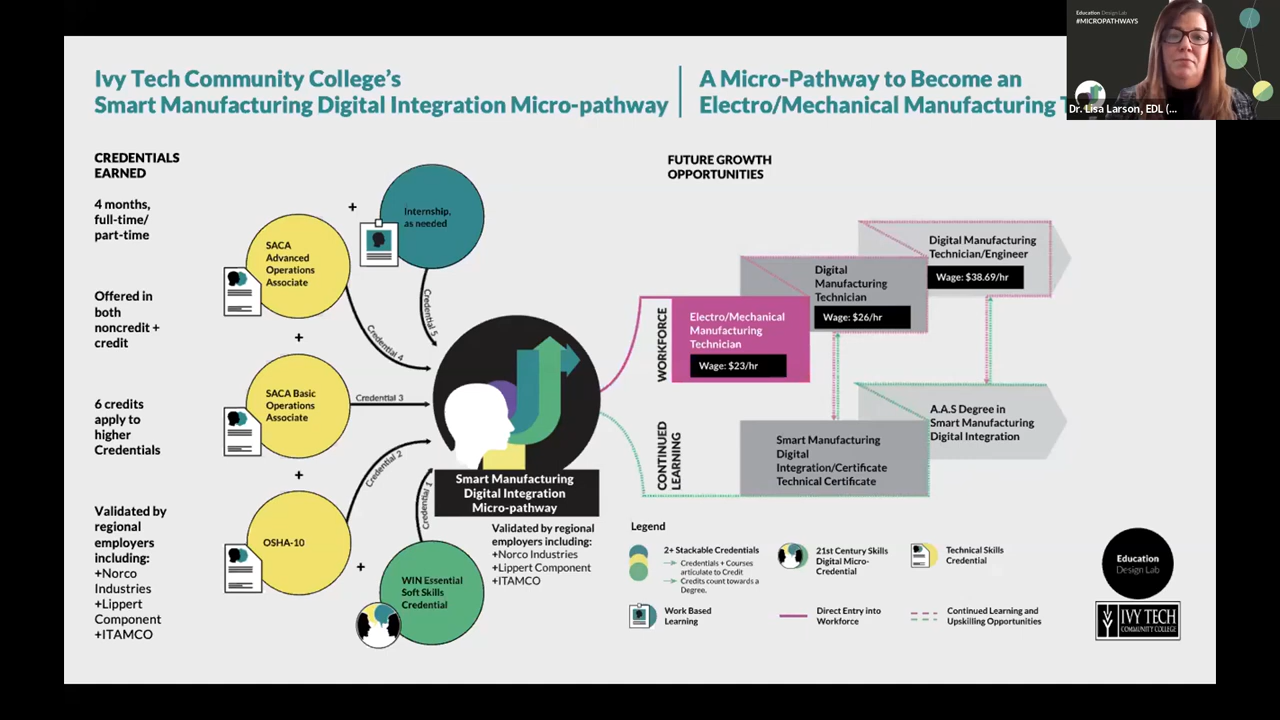 Education Design Lab
#MICROPATHWAYS
Dr. Lisa Larson, EDL (...
Ivy Tech Community College's
Smart Manufacturing Digital Integration Micro-pathway
A Micro-Pathway to Become an
Electro/Mechanical Manufacturing
CREDENTIALS
EARNED
4 months,
full-time/
part-time
Offered in
both
noncredit +
credit
6 credits
apply to
higher
Credentials
Validated by
regional
employers
including:
+Norco
Industries
+Lippert
Component
+ITAMCO
+
Internship,
as needed
SACA
Advanced
Operations
Associate
Credential 5
Credential 4
+
SACA Basic
Operations
Associate
Credential 3
+
Credential 2
OSHA-10
Credential 1
+
WIN Essential
Soft Skills
Credential
Smart Manufacturing
Digital Integration
Micro-pathway
Validated by regional
employers including:
+Norco Industries
+Lippert Component
+ITAMCO
FUTURE GROWTH
OPPORTUNITIES
WORKFORCE
Electro/Mechanical
Manufacturing
Technician
Wage: $23/hr
Digital
Manufacturing
Technician
Wage: $26/hr
Digital Manufacturing
Technician/Engineer
Wage: $38.69/hr
CONTINUED
LEARNING
Smart Manufacturing
Digital
Integration/Certificate
Technical Certificate
A.A.S Degree in
Smart Manufacturing
Digital Integration
Legend
2+ Stackable Credentials
Credentials + Courses
articulate to Credit
Credits count towards a
Degree.
21st Century Skills
Digital Micro-
Credential
Technical Skills
Credential
Work Based
Learning
Direct Entry into
Workforce
Continued Learning and
Upskilling Opportunities
Education
Design Lab
IVY TECH
COMMUNITY COLLEGE